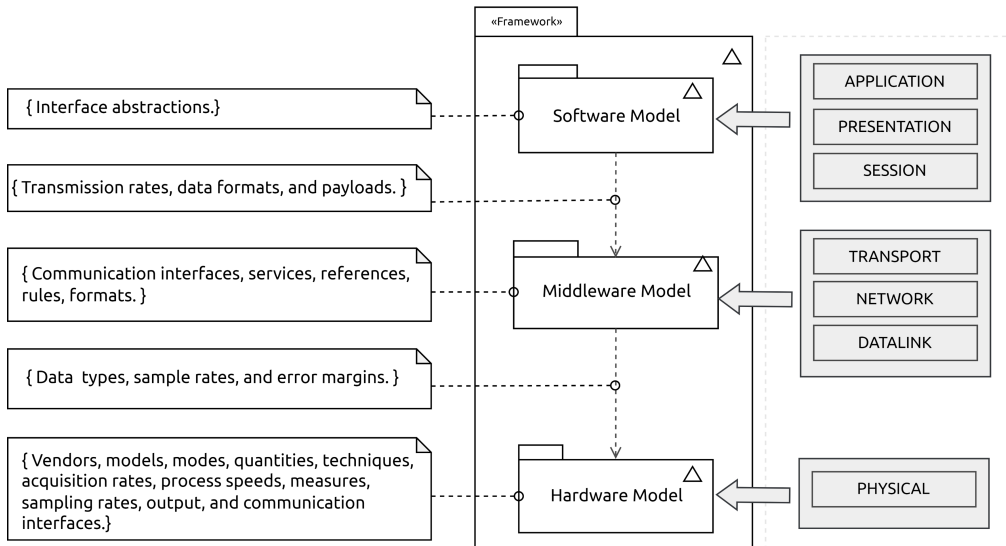 «Framework»
{ Interface abstractions.}
Software Model
APPLICATION
PRESENTATION
SESSION
{ Transmission rates, data formats, and payloads. }
{ Communication interfaces, services, references,
rules, formats. }
Middleware Model
TRANSPORT
NETWORK
DATALINK
{ Data  types, sample rates, and error margins. }
{ Vendors, models, modes, quantities, techniques,
acquisition rates, process speeds, measures,
sampling rates, output, and communication
interfaces.}
Hardware Model
PHYSICAL